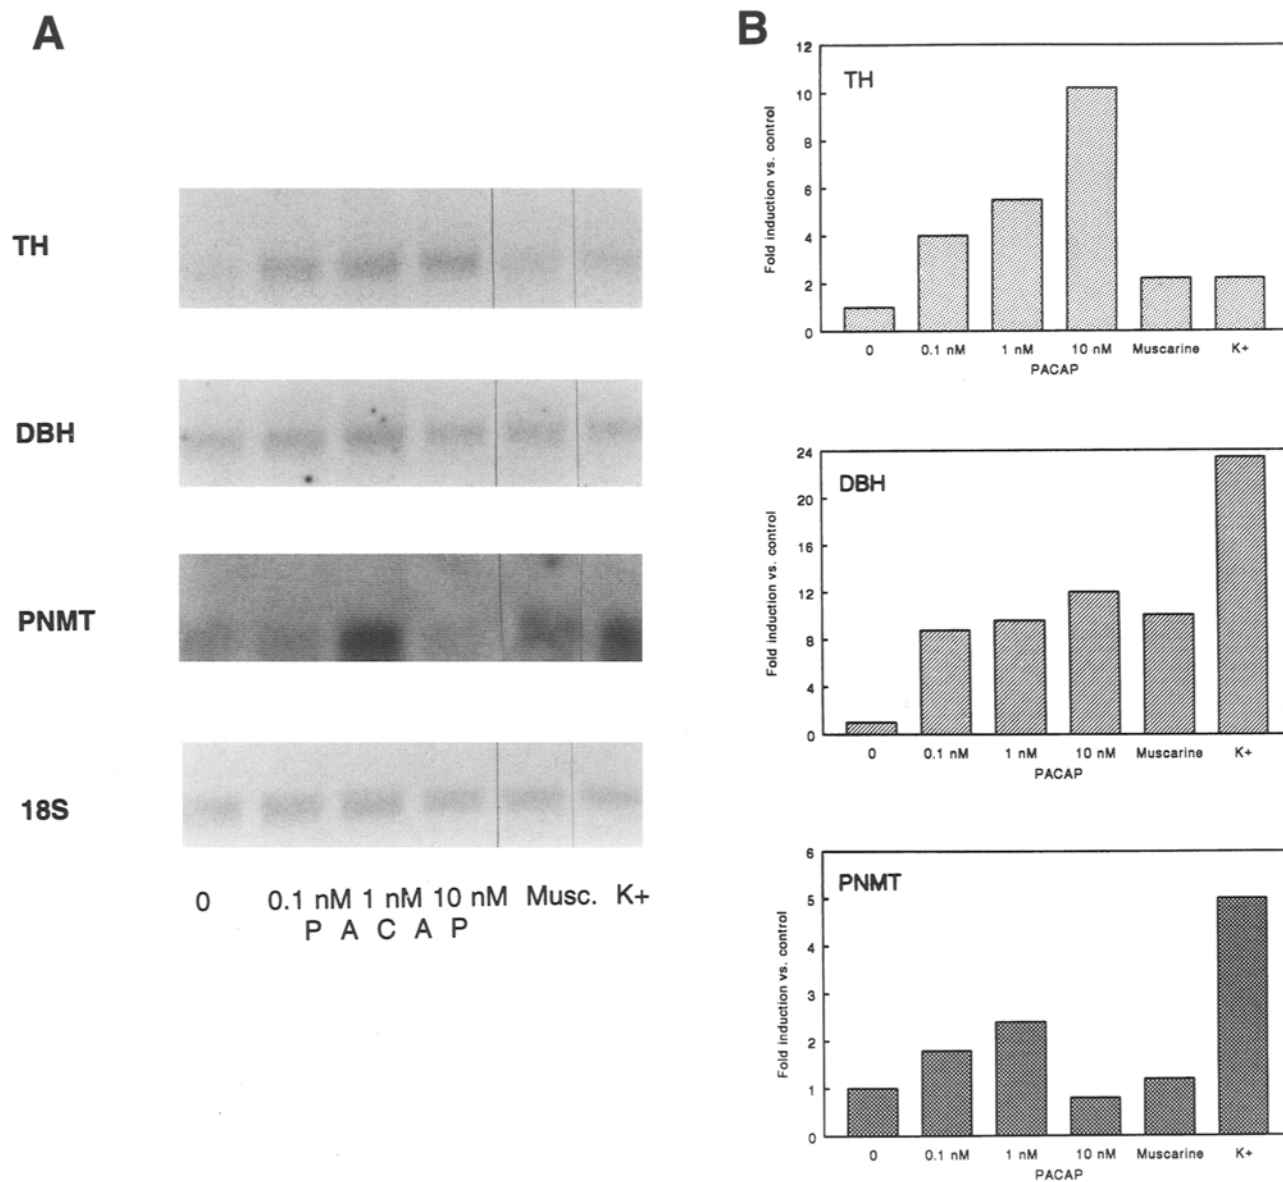 A
TH
DBH
PNMT
18S
0 0.1 nM 1 nM 10 nM Musc. K+
P A C A P
B
12
10
8
6
4
2
0
Fold induction vs. control
TH
0 0.1 nM 1 nM 10 nM Muscarine K+
PACAP
24
20
16
12
8
4
0
Fold induction vs. control
DBH
0 0.1 nM 1 nM 10 nM Muscarine K+
PACAP
6
5
4
3
2
1
0
Fold induction vs. control
PNMT
0 0.1 nM 1 nM 10 nM Muscarine K+
PACAP